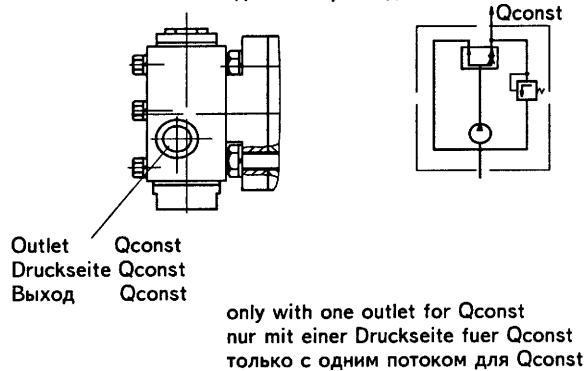 Qconst
Outlet Qconst
Druckseite Qconst
Выход Qconst
only with one outlet for Qconst
nur mit einer Druckseite fuer Qconst
только с одним потоком для Qconst